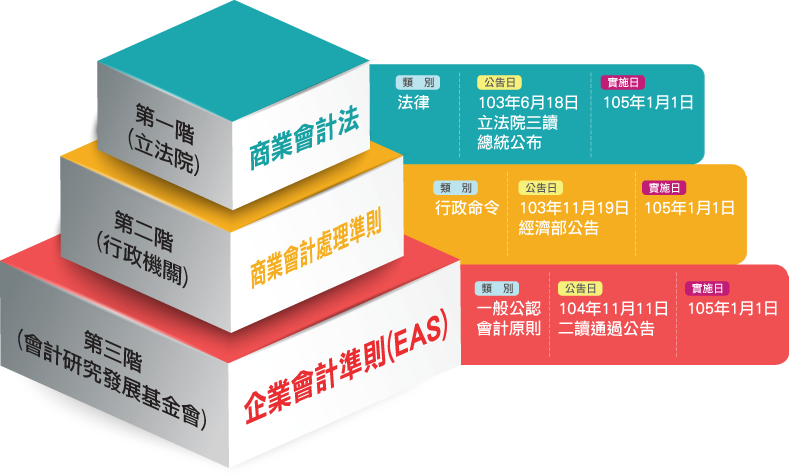 第一階
(立法院)
商業會計法
類 別
公告日
實施日
法律
103年6月18日
立法院三讀
總統公布
105年1月1日
第二階
(行政機關)
商業會計處理準則
類 別
公告日
實施日
行政命令
103年11月19日
經濟部公告
105年1月1日
第三階
(會計研究發展基金會)
企業會計準則(EAS)
類 別
公告日
實施日
一般公認
會計原則
104年11月11日
二讀通過公告
105年1月1日